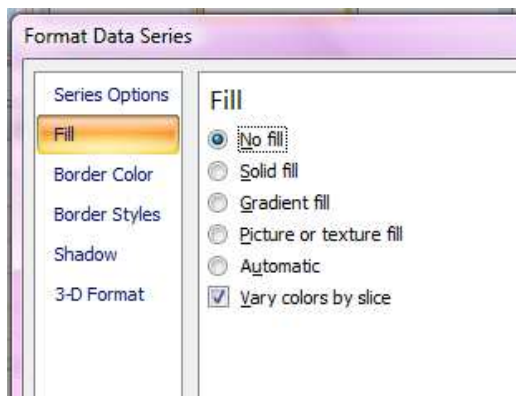 Format Data Series
Series Options
Fill
Border Color
Border Styles
Shadow
3-D Format
Fill
No fill
Solid fill
Gradient fill
Picture or texture fill
Automatic
Vary colors by slice